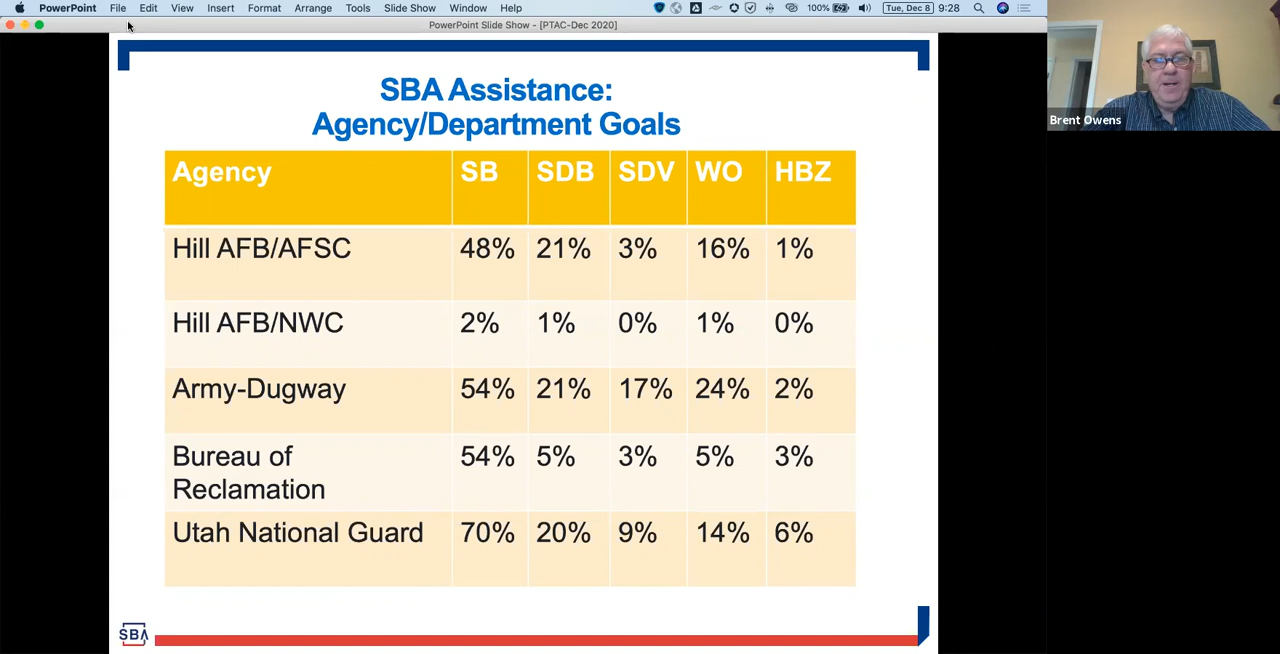 PowerPoint File Edit View Insert Format Arrange Tools Slide Show Window Help 100% Tue, Dec 8 9:28
PowerPoint Slide Show - [PTAC-Dec 2020]
SBA Assistance:
Agency/Department Goals
Agency SB SDB SDV WO HBZ
Hill AFB/AFSC 48% 21% 3% 16% 1%
Hill AFB/NWC 2% 1% 0% 1% 0%
Army-Dugway 54% 21% 17% 24% 2%
Bureau of 54% 5% 3% 5% 3%
Reclamation
Utah National Guard 70% 20% 9% 14% 6%
SBA
Brent Owens